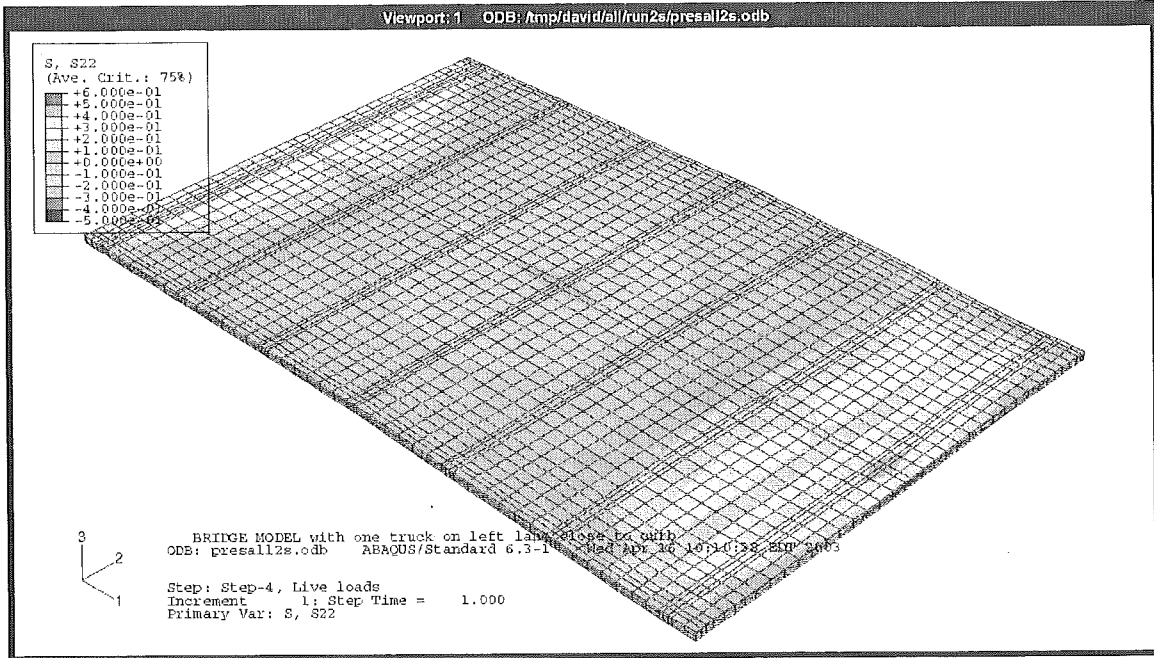 Viewport: 1 ODB: /tmp/david/all/run2s/presall2s.odb
S, S22
(Ave. Crit.: 75%)
+6.000e-01
+5.000e-01
+4.000e-01
+3.000e-01
+2.000e-01
+1.000e-01
+0.000e+00
-1.000e-01
-2.000e-01
-3.000e-01
-4.000e-01
-5.000e-01
3
2
1
BRIDGE MODEL with one truck on left lane close to curb
ODB: presall2s.odb ABAQUS/Standard 6.3-1 Wed Apr 16 EDT 2003
Step: Step-4, Live loads
Increment 1: Step Time = 1.000
Primary Var: S, S22